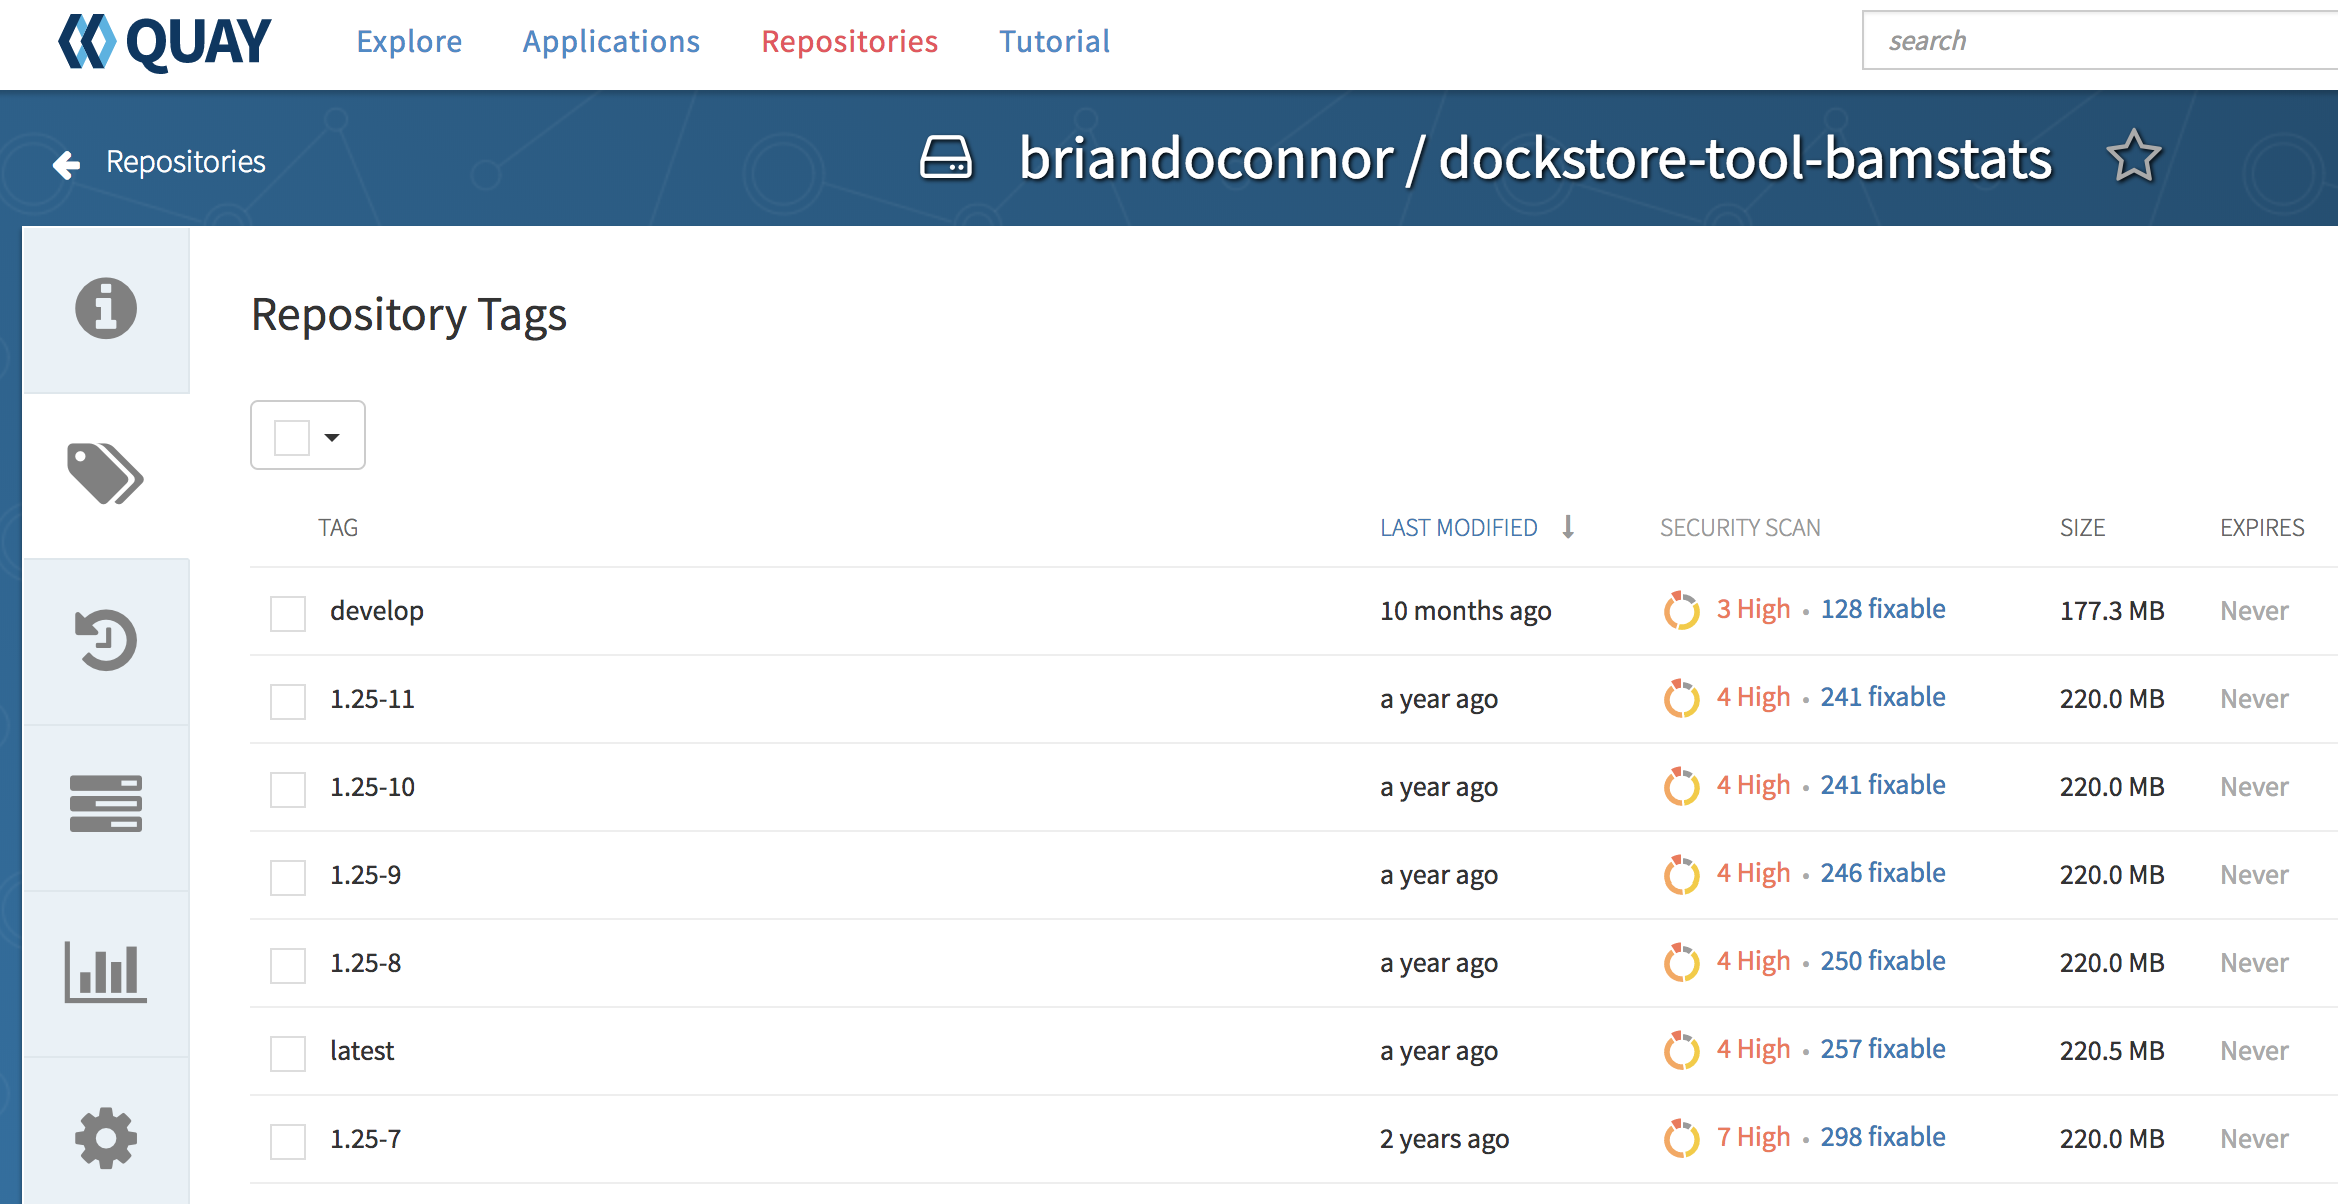 QUAY Explore Applications Repositories Tutorial search
Repositories briandoconnor / dockstore-tool-bamstats
Repository Tags
TAG LAST MODIFIED SECURITY SCAN SIZE EXPIRES
develop 10 months ago 3 High • 128 fixable 177.3 MB Never
1.25-11 a year ago 4 High • 241 fixable 220.0 MB Never
1.25-10 a year ago 4 High • 241 fixable 220.0 MB Never
1.25-9 a year ago 4 High • 246 fixable 220.0 MB Never
1.25-8 a year ago 4 High • 250 fixable 220.0 MB Never
latest a year ago 4 High • 257 fixable 220.5 MB Never
1.25-7 2 years ago 7 High • 298 fixable 220.0 MB Never